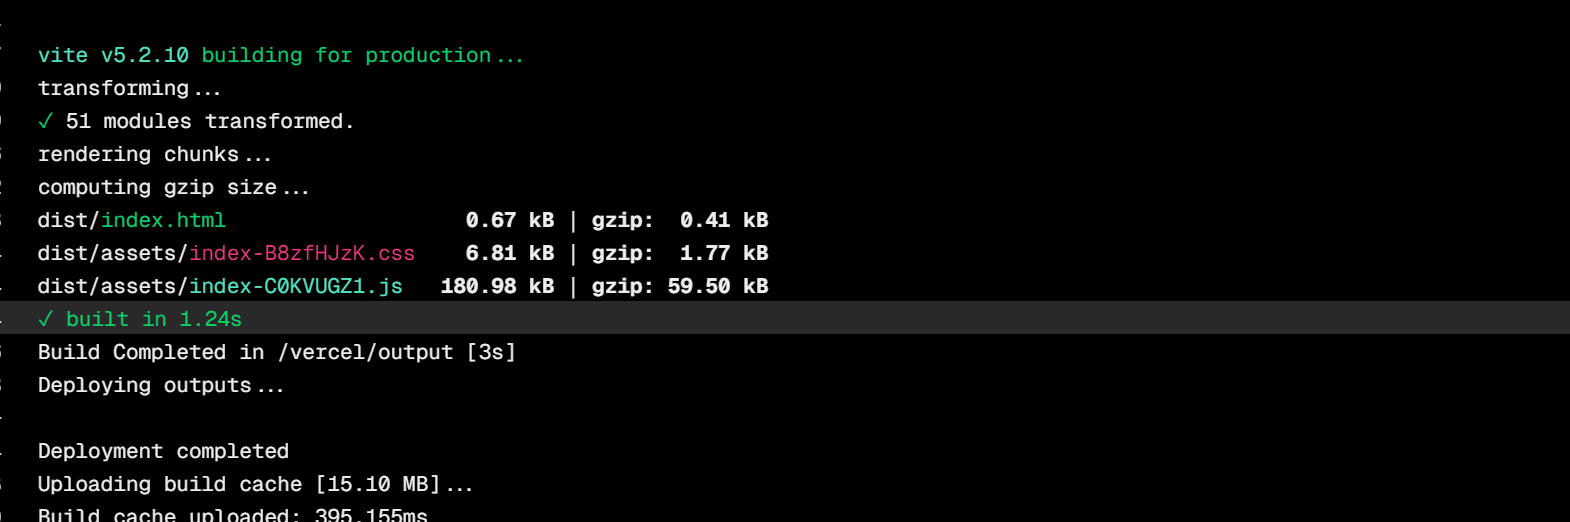 vite v5.2.10 building for production...
transforming...
✓ 51 modules transformed.
rendering chunks...
computing gzip size...
dist/index.html 0.67 kB | gzip: 0.41 kB
dist/assets/index-B8zfHJzK.css 6.81 kB | gzip: 1.77 kB
dist/assets/index-C0KVUGZ1.js 180.98 kB | gzip: 59.50 kB
✓ built in 1.24s
Build Completed in /vercel/output [3s]
Deploying outputs...
Deployment completed
Uploading build cache [15.10 MB]...
Build cache uploaded: 395.155ms